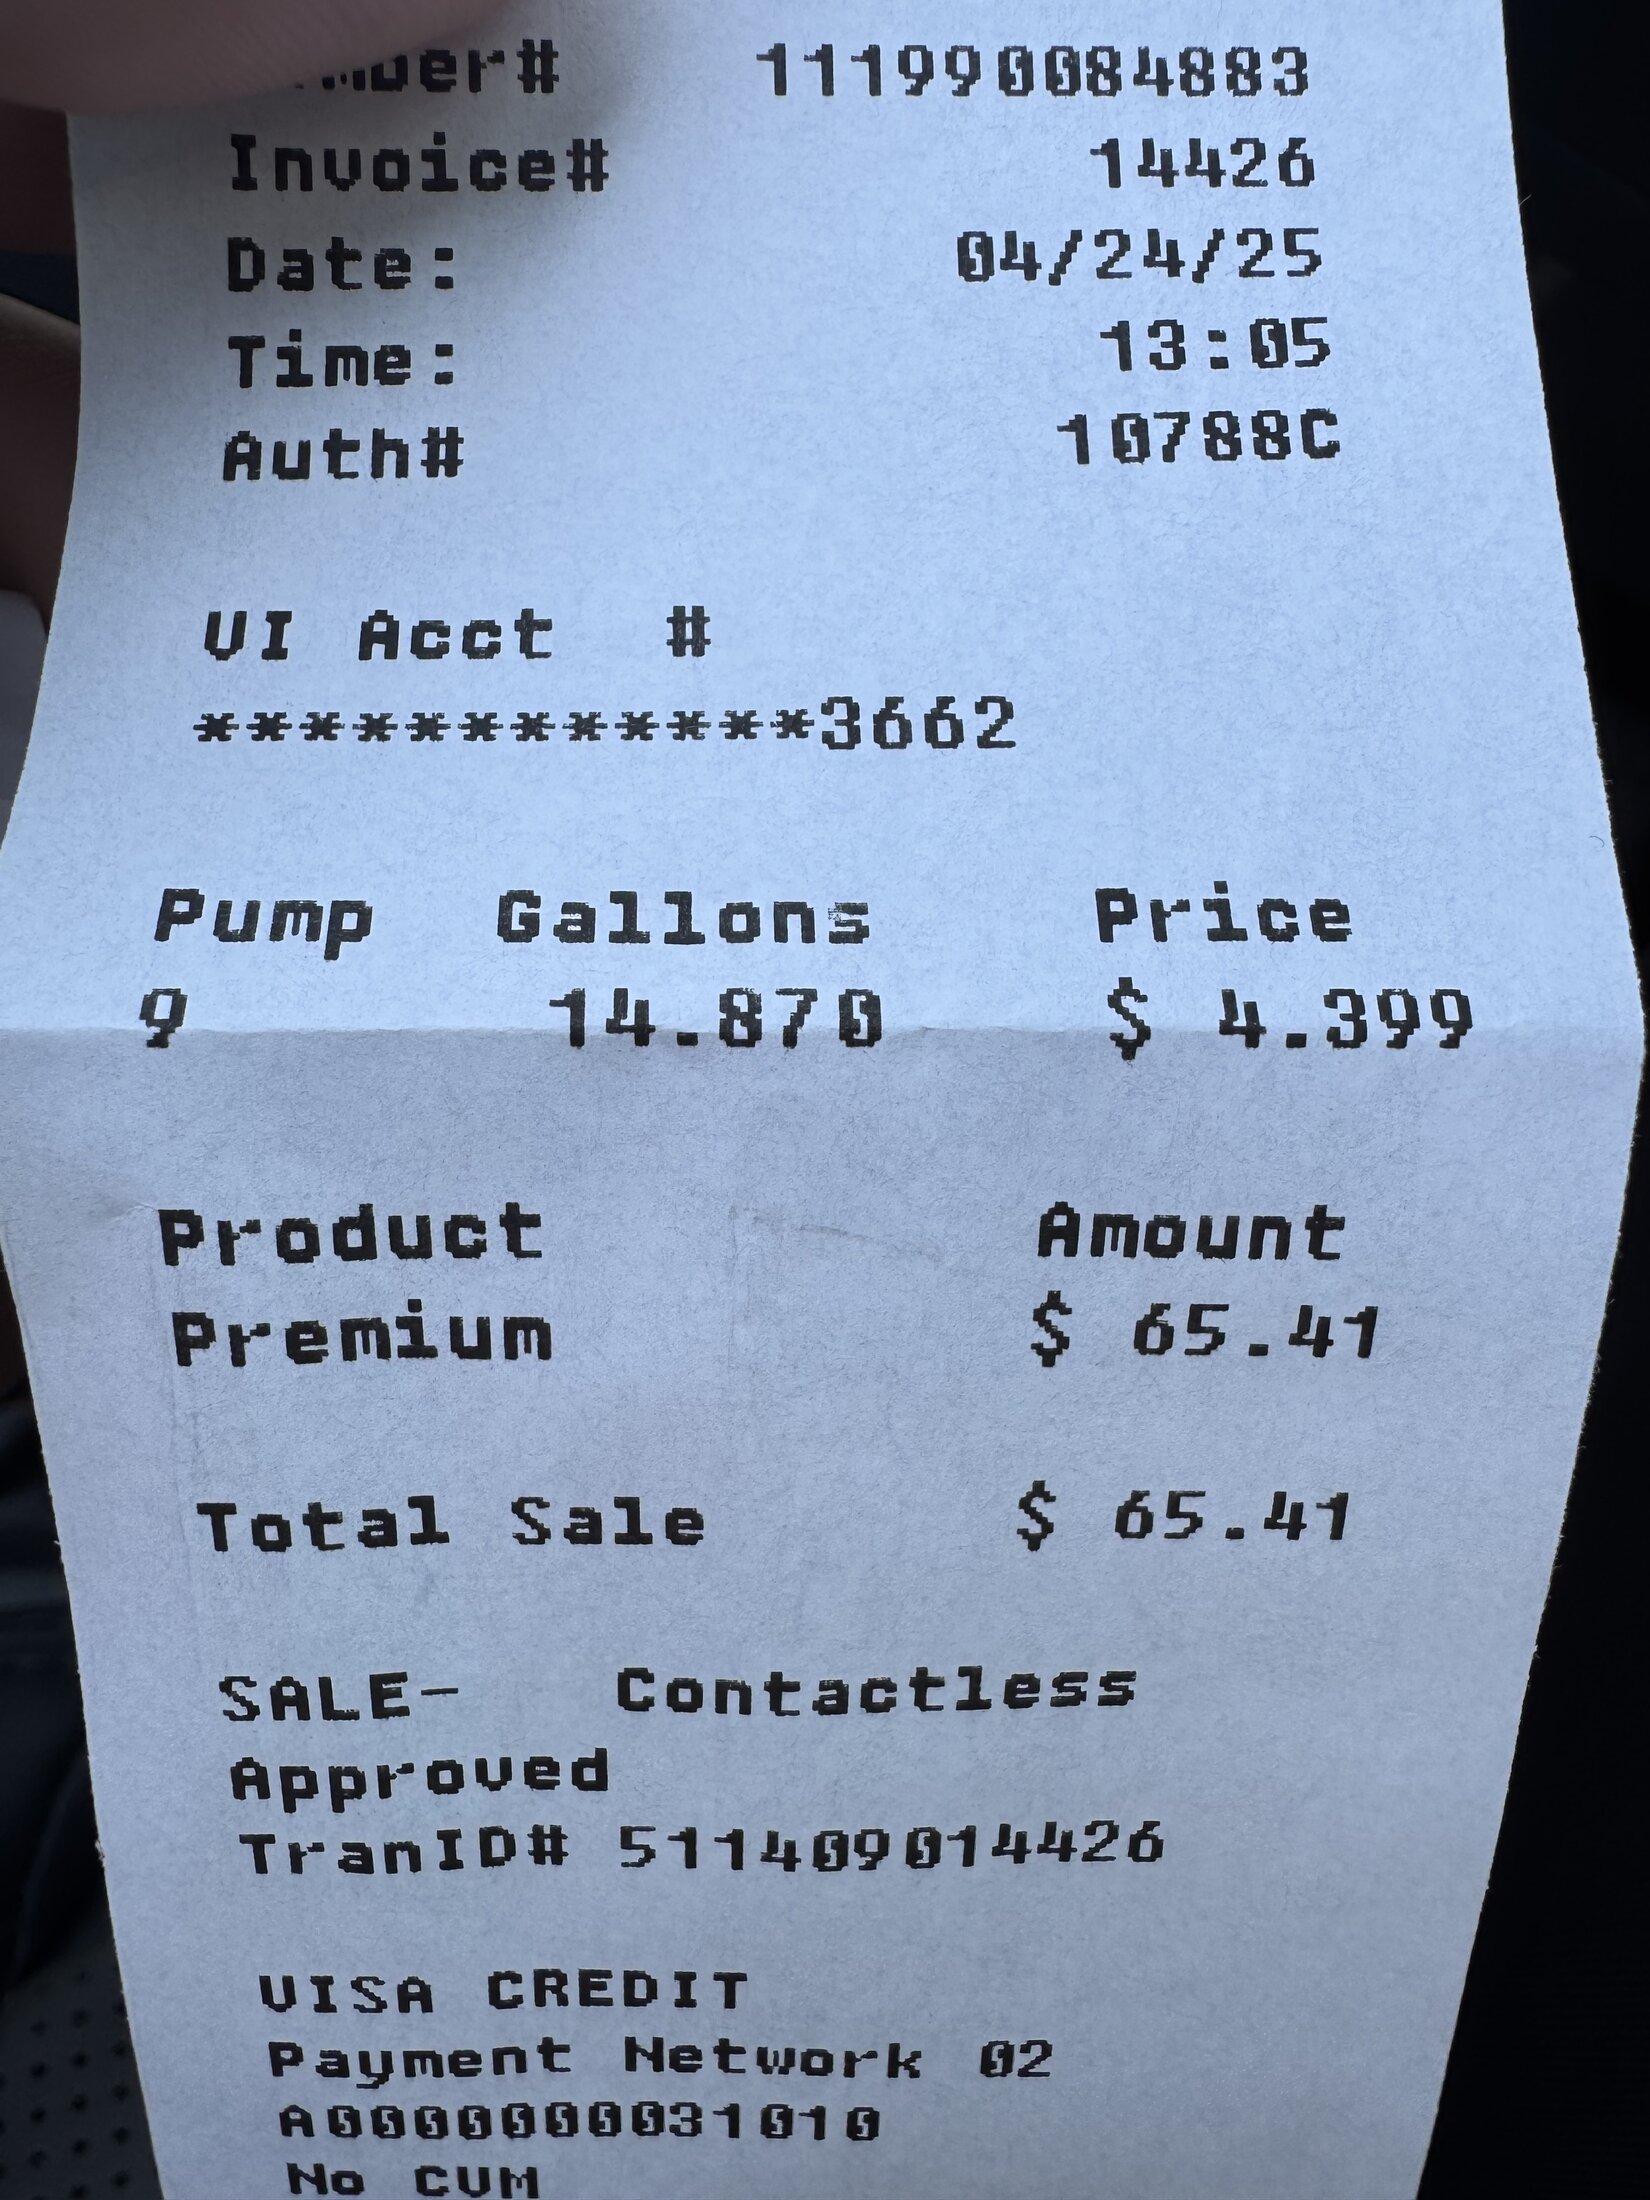 111990084883
Invoice# 14426
Date: 04/24/25
Time: 13:05
Auth# 10788C
VI Acct #
************3662
Pump Gallons Price
9 14.870 $ 4.399
Product Amount
Premium $ 65.41
Total Sale $ 65.41
SALE- Contactless
Approved
TranID# 511409014426
VISA CREDIT
Payment Network 02
A0000000031010
No CVM